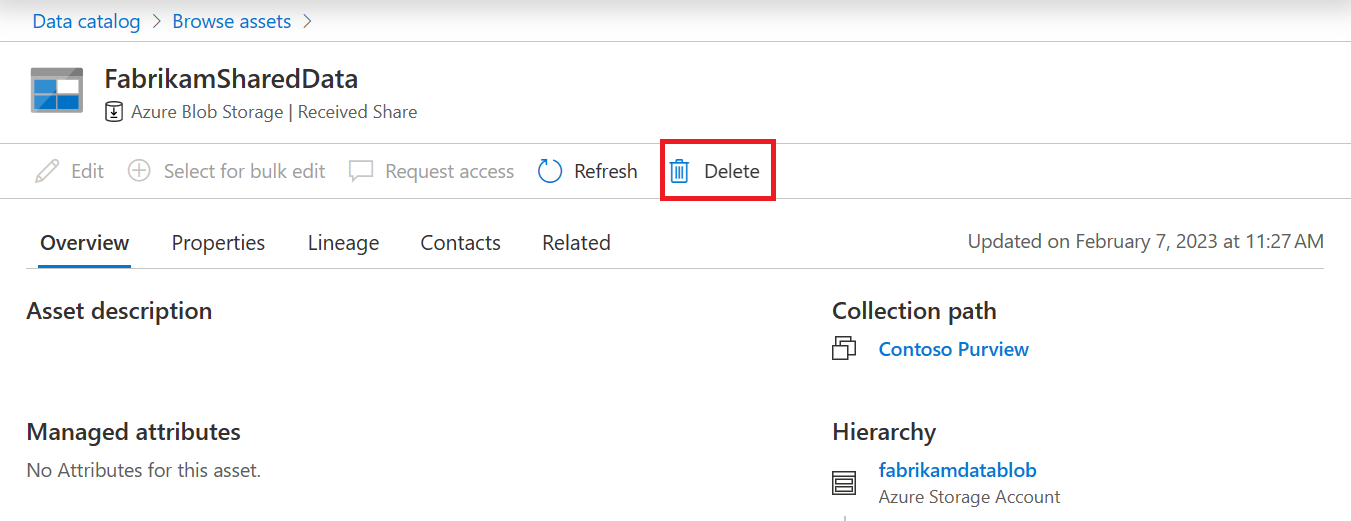 Data catalog > Browse assets >
FabrikamSharedData
Azure Blob Storage | Received Share
Edit Select for bulk edit Request access Refresh Delete
Overview Properties Lineage Contacts Related Updated on February 7, 2023 at 11:27 AM
Asset description
Collection path
Contoso Purview
Managed attributes
No Attributes for this asset.
Hierarchy
fabrikamdatablob
Azure Storage Account